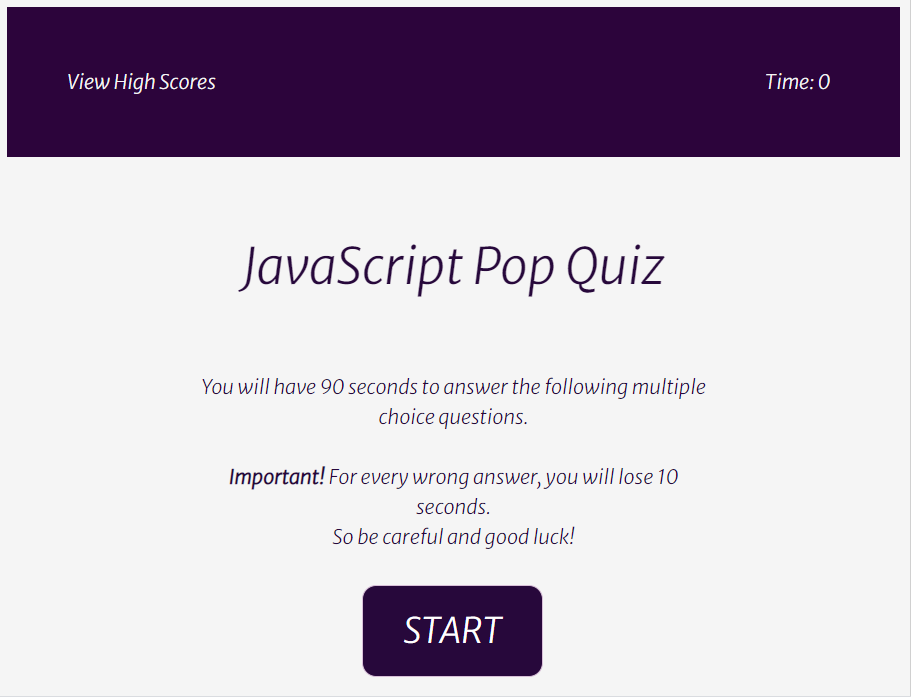 View High Scores
Time: 0
JavaScript Pop Quiz
You will have 90 seconds to answer the following multiple
choice questions.
Important! For every wrong answer, you will lose 10
seconds.
So be careful and good luck!
START